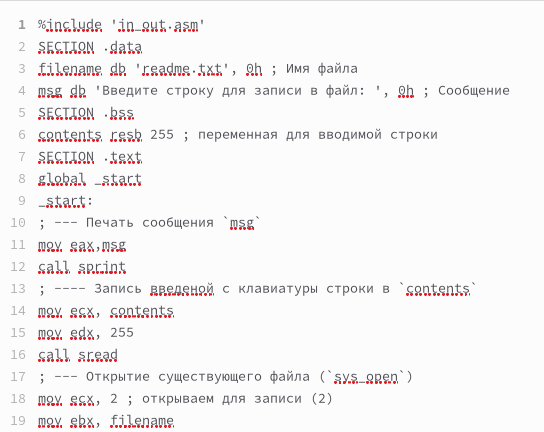 1 %include 'in_out.asm'
2 SECTION .data
3 filename db 'readme.txt', 0h ; Имя файла
4 msg db 'Введите строку для записи в файл: ', 0h ; Сообщение
5 SECTION .bss
6 contents resb 255 ; переменная для вводимой строки
7 SECTION .text
8 global _start
9 _start:
10 ; --- Печать сообщения `msg`
11 mov eax,msg
12 call sprint
13 ; ---- Запись введеной с клавиатуры строки в `contents`
14 mov ecx, contents
15 mov edx, 255
16 call sread
17 ; --- Открытие существующего файла (`sys_open`)
18 mov ecx, 2 ; открываем для записи (2)
19 mov ebx, filename